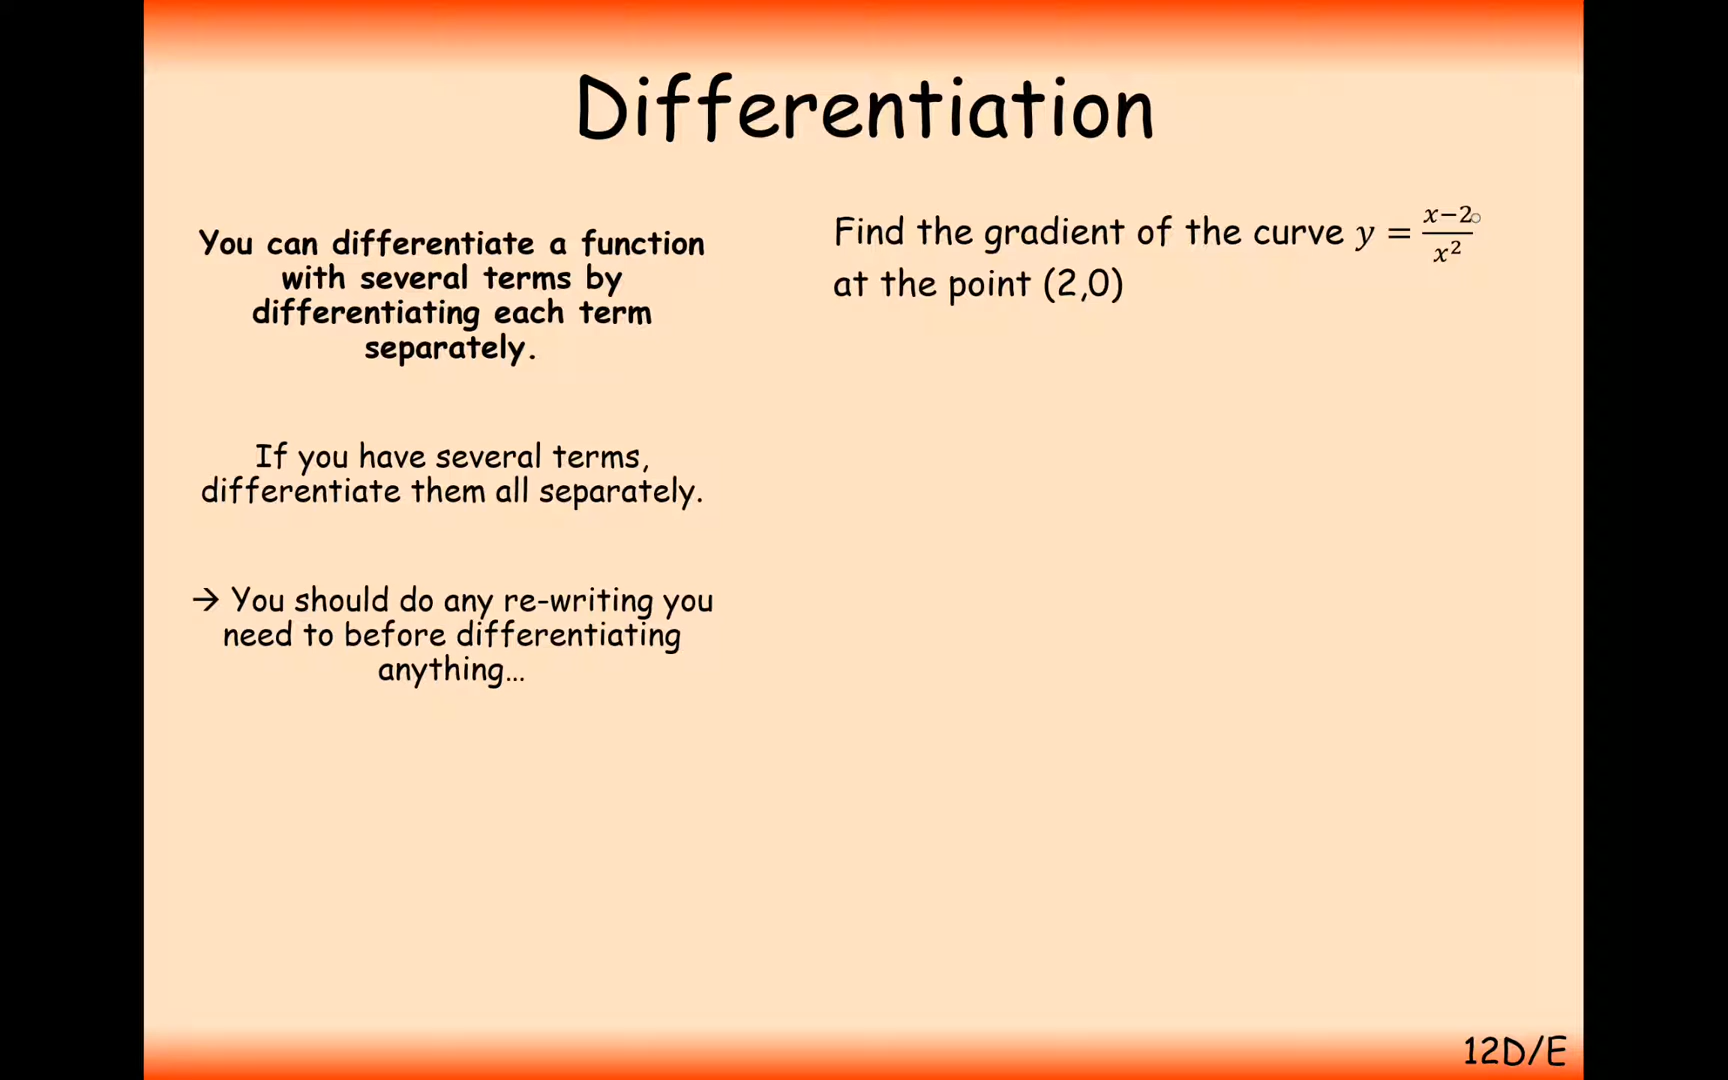 Differentiation
You can differentiate a function
with several terms by
differentiating each term
separately.
If you have several terms,
differentiate them all separately.
→ You should do any re-writing you
need to before differentiating
anything…
Find the gradient of the curve y = \frac{x-2}{x^2}
at the point (2,0)
12D/E